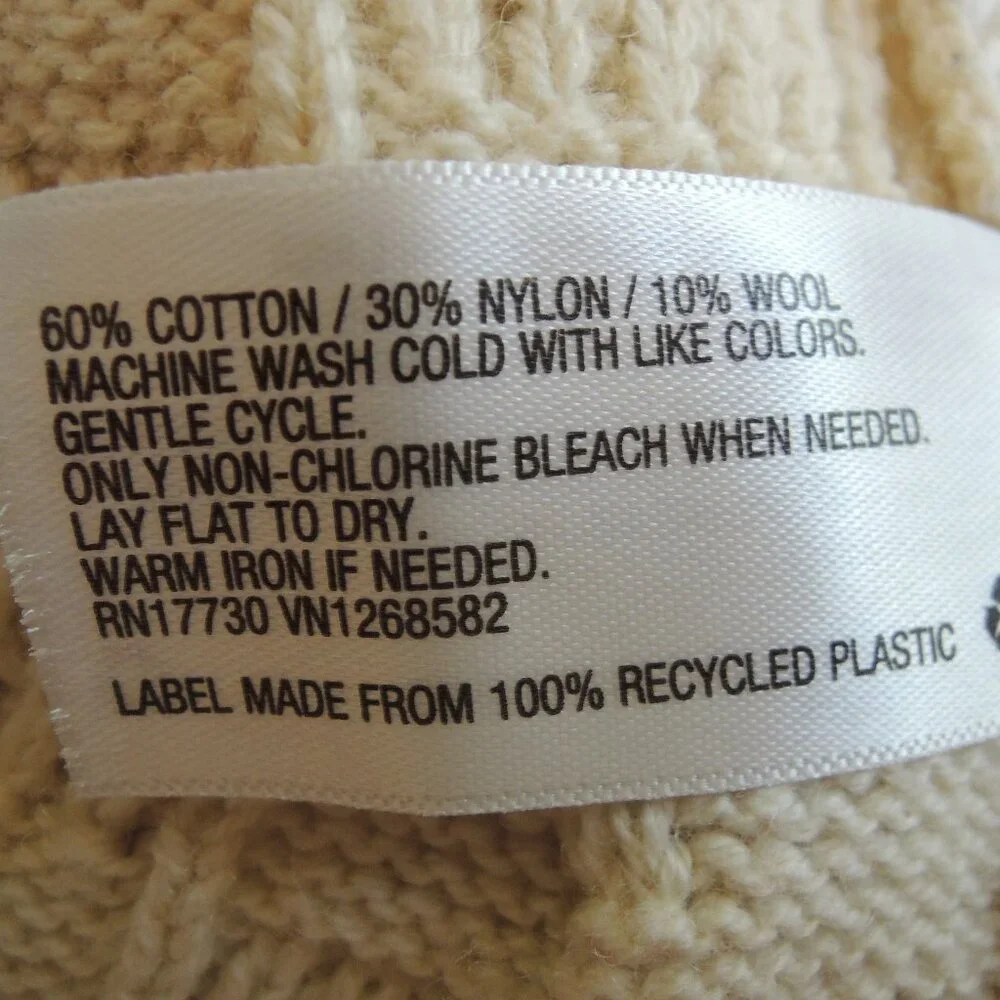 60% COTTON / 30% NYLON / 10% WOOL
MACHINE WASH COLD WITH LIKE COLORS.
GENTLE CYCLE.
ONLY NON-CHLORINE BLEACH WHEN NEEDED.
LAY FLAT TO DRY.
WARM IRON IF NEEDED.
RN17730 VN1268582
LABEL MADE FROM 100% RECYCLED PLASTIC